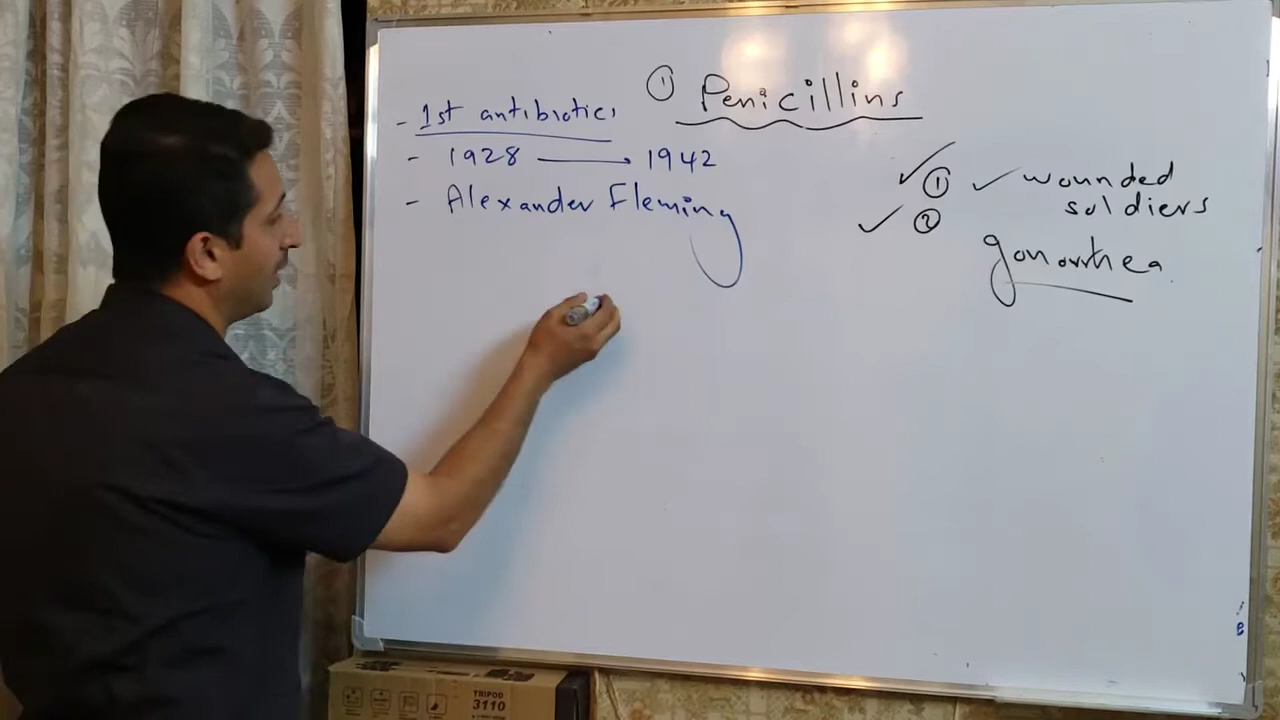 ① Penicillins
- 1st antibiotics
- 1928 → 1942
- Alexander Fleming
✓ ① ✓ wounded
soldiers
✓ ②
gonorrhea
TRIPOD
3110